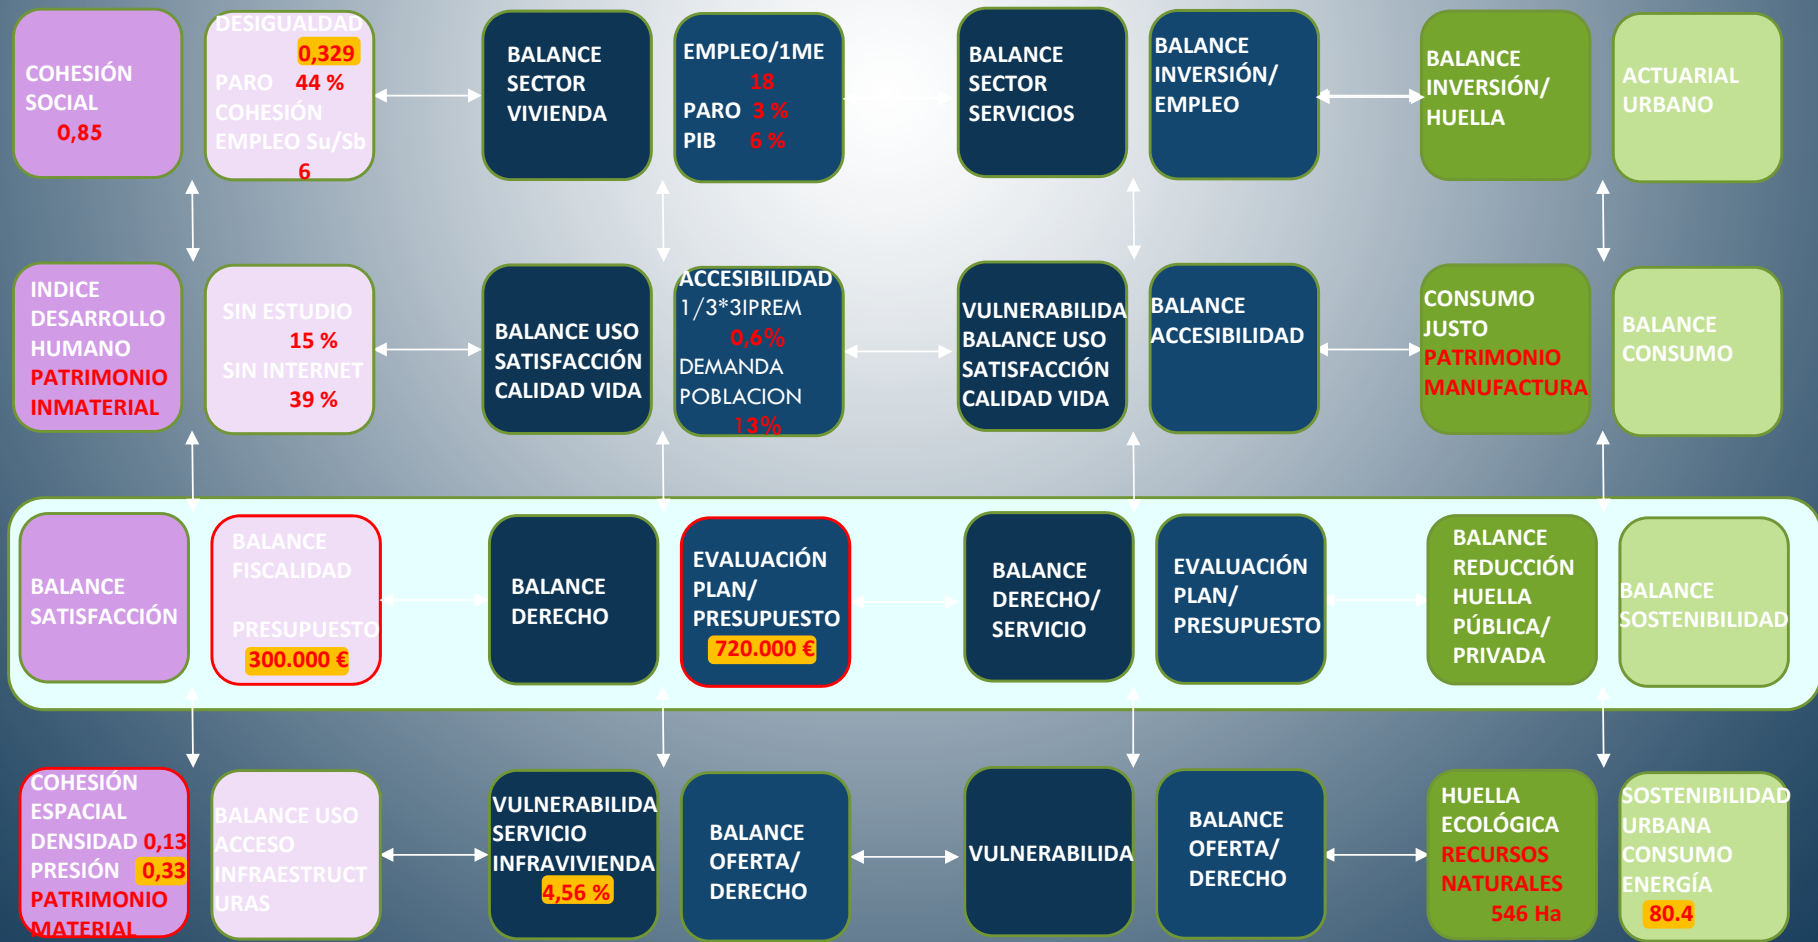 COHESIÓN
SOCIAL
0,85
DESIGUALDAD
0,329
PARO 44 %
COHESIÓN
EMPLEO Su/Sb
6
BALANCE
SECTOR
VIVIENDA
EMPLEO/1ME
18
PARO 3 %
PIB 6 %
BALANCE
SECTOR
SERVICIOS
BALANCE
INVERSIÓN/
EMPLEO
BALANCE
INVERSIÓN/
HUELLA
ACTUARIAL
URBANO
INDICE
DESARROLLO
HUMANO
PATRIMONIO
INMATERIAL
SIN ESTUDIO
15 %
SIN INTERNET
39 %
BALANCE USO
SATISFACCIÓN
CALIDAD VIDA
ACCESIBILIDAD
1/3*3IPREM
0,6%
DEMANDA
POBLACION
13%
VULNERABILIDA
BALANCE USO
SATISFACCIÓN
CALIDAD VIDA
BALANCE
ACCESIBILIDAD
CONSUMO
JUSTO
PATRIMONIO
MANUFACTURA
BALANCE
CONSUMO
BALANCE
SATISFACCIÓN
BALANCE
FISCALIDAD
PRESUPUESTO
300.000 €
BALANCE
DERECHO
EVALUACIÓN
PLAN/
PRESUPUESTO
720.000 €
BALANCE
DERECHO/
SERVICIO
EVALUACIÓN
PLAN/
PRESUPUESTO
BALANCE
REDUCCIÓN
HUELLA
PÚBLICA/
PRIVADA
BALANCE
SOSTENIBILIDAD
COHESIÓN
ESPACIAL
DENSIDAD 0,13
PRESIÓN 0,33
PATRIMONIO
MATERIAL
BALANCE USO
ACCESO
INFRAESTRUCT
URAS
VULNERABILIDA
SERVICIO
INFRAVIVIENDA
4,56 %
BALANCE
OFERTA/
DERECHO
VULNERABILIDA
BALANCE
OFERTA/
DERECHO
HUELLA
ECOLÓGICA
RECURSOS
NATURALES
546 Ha
SOSTENIBILIDAD
URBANA
CONSUMO
ENERGÍA
80.4